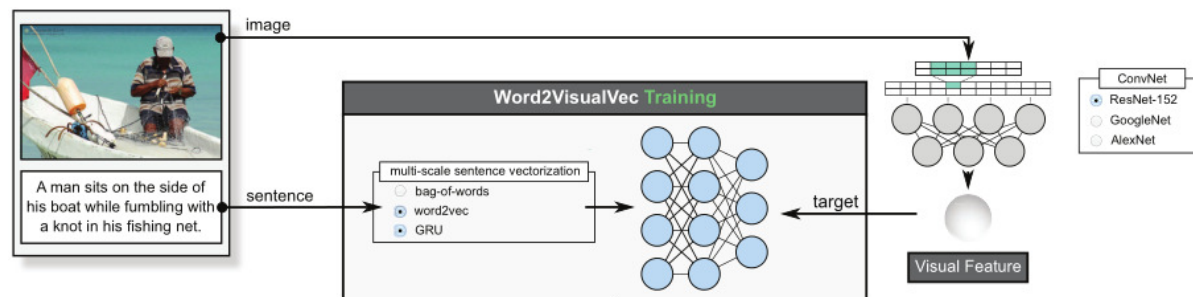 image
A man sits on the side of
his boat while fumbling with
a knot in his fishing net.
sentence
Word2VisualVec Training
multi-scale sentence vectorization
bag-of-words
word2vec
GRU
target
ConvNet
ResNet-152
GoogleNet
AlexNet
Visual Feature